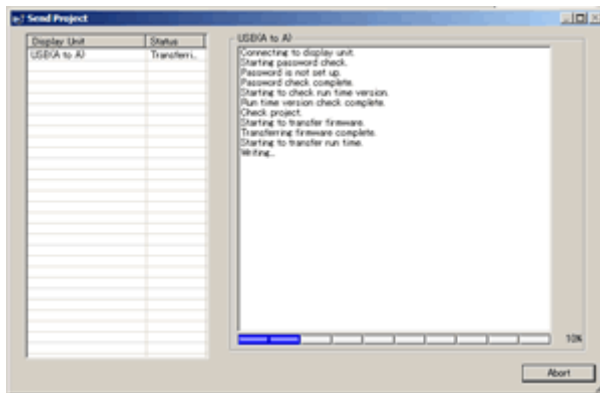 Send Project
Display Unit Status
USB(A to A) Transferri..
USB(A to A)
Connecting to display unit.
Starting password check.
Password is not set up.
Password check complete.
Starting to check run time version.
Run time version check complete.
Check project.
Starting to transfer firmware.
Transferring firmware complete.
Starting to transfer run time.
Writing..
10%
Abort